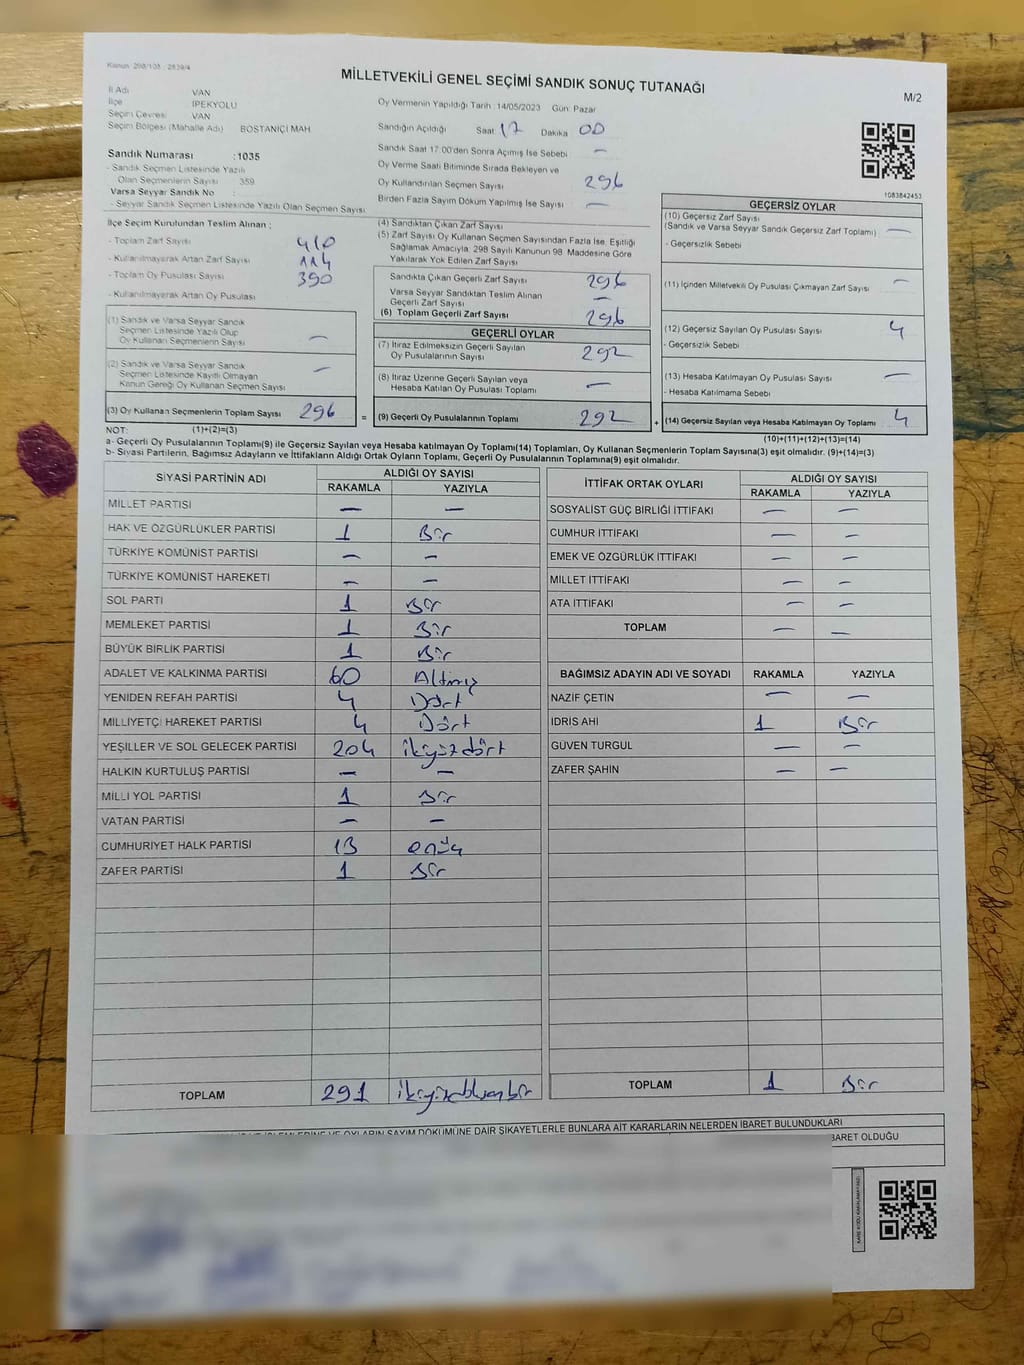 Kanun 298/105 : 2839/4
MİLLETVEKİLİ GENEL SEÇİMİ SANDIK SONUÇ TUTANAĞI
M/2
İl Adı VAN
İlçe İPEKYOLU
Seçim Çevresi VAN
Seçim Bölgesi (Mahalle Adı) BOSTANİÇİ MAH
Sandık Numarası :1035
- Sandık Seçmen Listesinde Yazılı
Olan Seçmenlerin Sayısı 359
Varsa Seyyar Sandık No :
- Seyyar Sandık Seçmen Listesinde Yazılı Olan Seçmen Sayısı
Oy Vermenin Yapıldığı Tarih :14/05/2023 Gün: Pazar
Sandığın Açıldığı Saat 17 Dakika 00
Sandık Saat 17:00'den Sonra Açımış İse Sebebi —
Oy Verme Saati Bitiminde Sırada Bekleyen ve
Oy Kullandırılan Seçmen Sayısı 296
Birden Fazla Sayım Döküm Yapılmış İse Sayısı —
1083842453
İlçe Seçim Kurulundan Teslim Alınan ;
- Toplam Zarf Sayısı 410
- Kullanılmayarak Artan Zarf Sayısı 114
- Toplam Oy Pusulası Sayısı 390
- Kullanılmayarak Artan Oy Pusulası
(1) Sandık ve Varsa Seyyar Sandık
Seçmen Listesinde Yazılı Olup
Oy Kullanan Seçmenlerin Sayısı —
(2) Sandık ve Varsa Seyyar Sandık
Seçmen Listesinde Kayıtlı Olmayan
Kanun Gereği Oy Kullanan Seçmen Sayısı —
(3) Oy Kullanan Seçmenlerin Toplam Sayısı 296 =
(4) Sandıktan Çıkan Zarf Sayısı
(5) Zarf Sayısı Oy Kullanan Seçmen Sayısından Fazla İse, Eşitliği
Sağlamak Amacıyla; 298 Sayılı Kanunun 98. Maddesine Göre
Yakılarak Yok Edilen Zarf Sayısı
Sandıkta Çıkan Geçerli Zarf Sayısı 296
Varsa Seyyar Sandıktan Teslim Alınan
Geçerli Zarf Sayısı —
(6) Toplam Geçerli Zarf Sayısı 296
GEÇERLİ OYLAR
(7) İtiraz Edilmeksizin Geçerli Sayılan
Oy Pusulalarının Sayısı 292
(8) İtiraz Üzerine Geçerli Sayılan veya
Hesaba Katılan Oy Pusulası Toplamı —
(9) Geçerli Oy Pusulalarının Toplamı 292 +
GEÇERSİZ OYLAR
(10) Geçersiz Zarf Sayısı
(Sandık ve Varsa Seyyar Sandık Geçersiz Zarf Toplamı) —
- Geçersizlik Sebebi
(11) İçinden Milletvekili Oy Pusulası Çıkmayan Zarf Sayısı —
(12) Geçersiz Sayılan Oy Pusulası Sayısı 4
- Geçersizlik Sebebi
(13) Hesaba Katılmayan Oy Pusulası Sayısı —
- Hesaba Katılmama Sebebi
(14) Geçersiz Sayılan veya Hesaba Katılmayan Oy Toplamı 4
NOT: (1)+(2)=(3)
(10)+(11)+(12)+(13)=(14)
a- Geçerli Oy Pusulalarının Toplamı(9) ile Geçersiz Sayılan veya Hesaba katılmayan Oy Toplamı(14) Toplamları, Oy Kullanan Seçmenlerin Toplam Sayısına(3) eşit olmalıdır. (9)+(14)=(3)
b- Siyasi Partilerin, Bağımsız Adayların ve İttifakların Aldığı Ortak Oyların Toplamı, Geçerli Oy Pusulalarının Toplamına(9) eşit olmalıdır.
SİYASİ PARTİNİN ADI ALDIĞI OY SAYISI
RAKAMLA YAZIYLA
MİLLET PARTİSİ — —
HAK VE ÖZGÜRLÜKLER PARTİSİ 1 Bir
TÜRKİYE KOMÜNİST PARTİSİ — —
TÜRKİYE KOMÜNİST HAREKETİ — —
SOL PARTİ 1 Bir
MEMLEKET PARTİSİ 1 Bir
BÜYÜK BİRLİK PARTİSİ 1 Bir
ADALET VE KALKINMA PARTİSİ 60 Altmış
YENİDEN REFAH PARTİSİ 4 Dört
MİLLİYETÇİ HAREKET PARTİSİ 4 Dört
YEŞİLLER VE SOL GELECEK PARTİSİ 204 ikiyüzdört
HALKIN KURTULUŞ PARTİSİ — —
MİLLİ YOL PARTİSİ 1 Bir
VATAN PARTİSİ — —
CUMHURİYET HALK PARTİSİ 13 onüç
ZAFER PARTİSİ 1 Bir
TOPLAM 291 ikiyüzdoksanbir
İTTİFAK ORTAK OYLARI ALDIĞI OY SAYISI
RAKAMLA YAZIYLA
SOSYALİST GÜÇ BİRLİĞİ İTTİFAKI — —
CUMHUR İTTİFAKI — —
EMEK VE ÖZGÜRLÜK İTTİFAKI — —
MİLLET İTTİFAKI — —
ATA İTTİFAKI — —
TOPLAM — —
BAĞIMSIZ ADAYIN ADI VE SOYADI RAKAMLA YAZIYLA
NAZİF ÇETİN — —
İDRİS AHİ 1 Bir
GÜVEN TURGUL — —
ZAFER ŞAHİN — —
TOPLAM 1 Bir
OYLARIN SAYIM DÖKÜMÜNE DAİR ŞİKAYETLERLE BUNLARA AİT KARARLARIN NELERDEN İBARET BULUNDUKLARI
BARET OLDUĞU